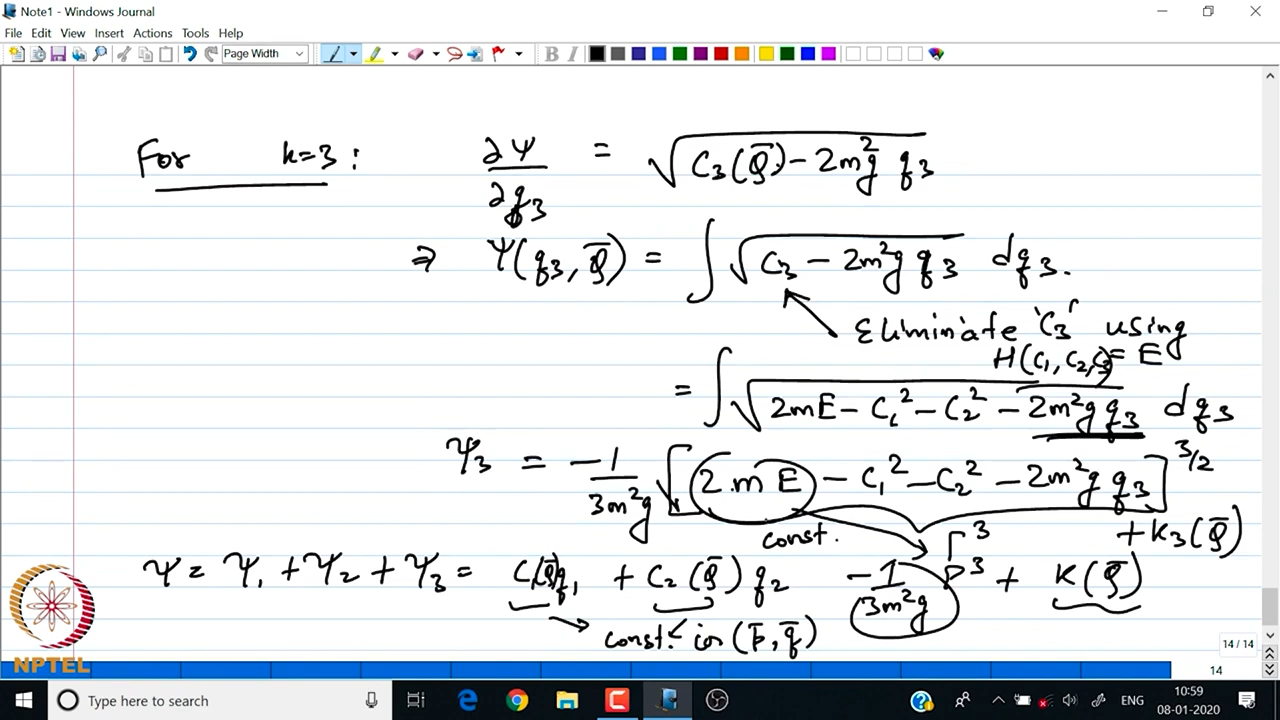 Note1 - Windows Journal
File Edit View Insert Actions Tools Help
Page Width
For k=3 : ∂Ψ/∂q₃ = √(C₃(Q̄) - 2m²g q₃)
⇒ Ψ(q₃, Q̄) = ∫ √(C₃ - 2m²g q₃) dq₃.
Eliminate 'C₃' using
H(C₁, C₂, C₃) = E
= ∫ √(2mE - C₁² - C₂² - 2m²g q₃) dq₃
Ψ₃ = -1/3m²g [2mE - C₁² - C₂² - 2m²g q₃]^3/2
const. Γ³ + K₃(Q̄)
Ψ = Ψ₁ + Ψ₂ + Ψ₃ = C₁(Q̄)q₁ + C₂(Q̄) q₂ -1/3m²g Γ³ + K(Q̄)
const. in (p̄, q̄)
NPTEL
14 / 14
14
Type here to search
ENG
10:59
08-01-2020